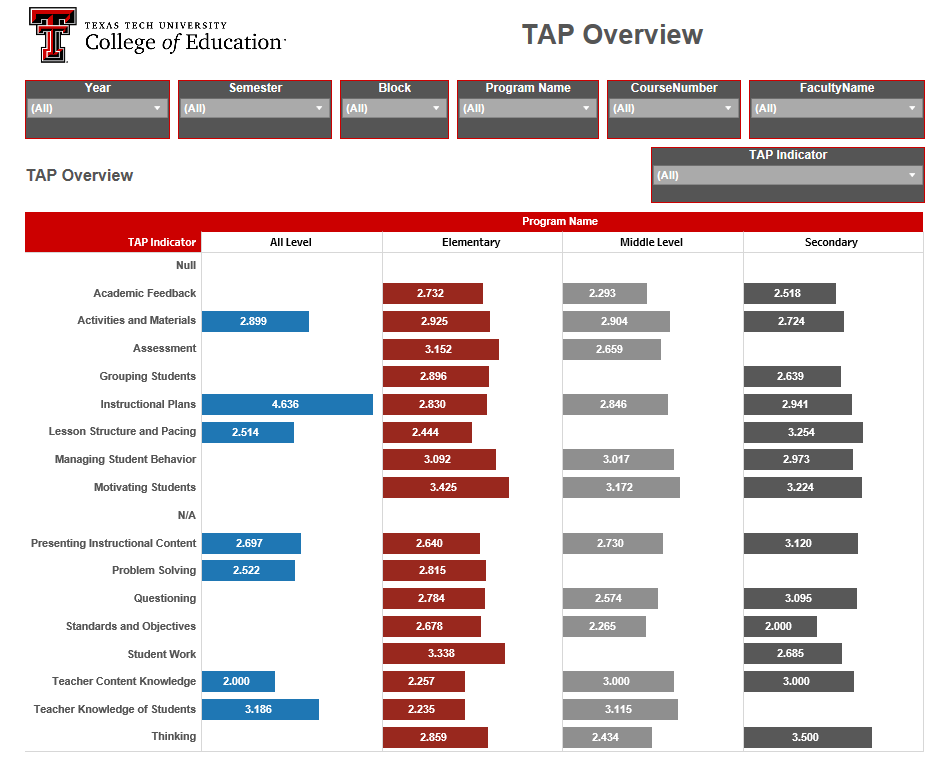 TEXAS TECH UNIVERSITY
College of Education
TAP Overview
Year Semester Block Program Name CourseNumber FacultyName
(All) (All) (All) (All) (All) (All)
TAP Indicator
(All)
TAP Overview
Program Name
TAP Indicator All Level Elementary Middle Level Secondary
Null
Academic Feedback 2.732 2.293 2.518
Activities and Materials 2.899 2.925 2.904 2.724
Assessment 3.152 2.659
Grouping Students 2.896 2.639
Instructional Plans 4.636 2.830 2.846 2.941
Lesson Structure and Pacing 2.514 2.444 3.254
Managing Student Behavior 3.092 3.017 2.973
Motivating Students 3.425 3.172 3.224
N/A
Presenting Instructional Content 2.697 2.640 2.730 3.120
Problem Solving 2.522 2.815
Questioning 2.784 2.574 3.095
Standards and Objectives 2.678 2.265 2.000
Student Work 3.338 2.685
Teacher Content Knowledge 2.000 2.257 3.000 3.000
Teacher Knowledge of Students 3.186 2.235 3.115
Thinking 2.859 2.434 3.500